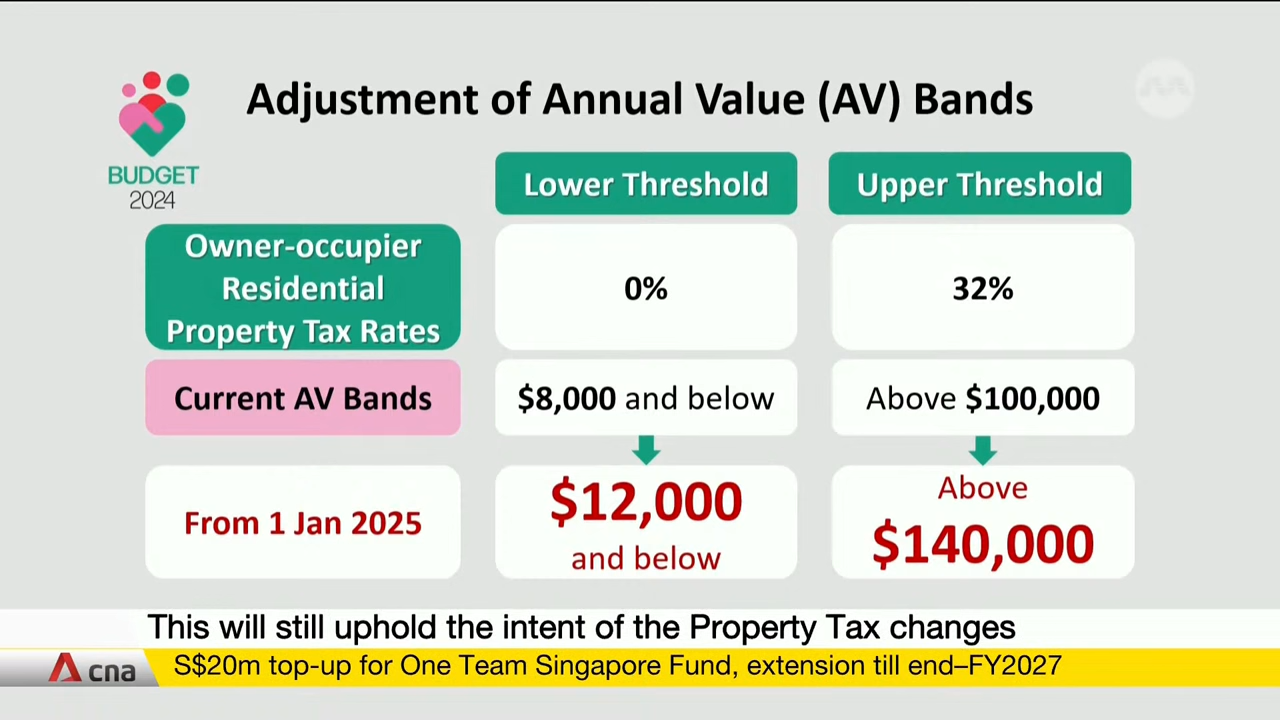 Adjustment of Annual Value (AV) Bands
BUDGET
2024
Lower Threshold
Upper Threshold
Owner-occupier
Residential
Property Tax Rates
0%
32%
Current AV Bands
$8,000 and below
Above $100,000
From 1 Jan 2025
$12,000
and below
Above
$140,000
This will still uphold the intent of the Property Tax changes
cna
S$20m top-up for One Team Singapore Fund, extension till end–FY2027